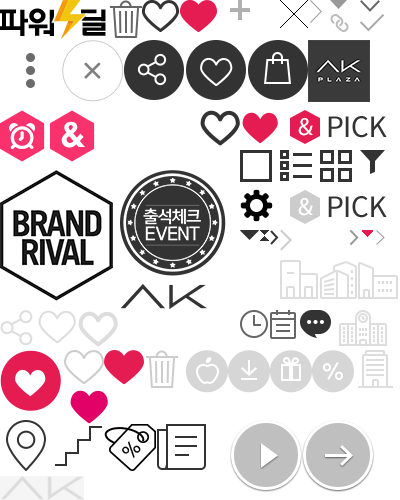 파워딜
AK
PLAZA
& PICK
&
& PICK
BRAND
RIVAL
출석체크
EVENT
AK
%
%
AK